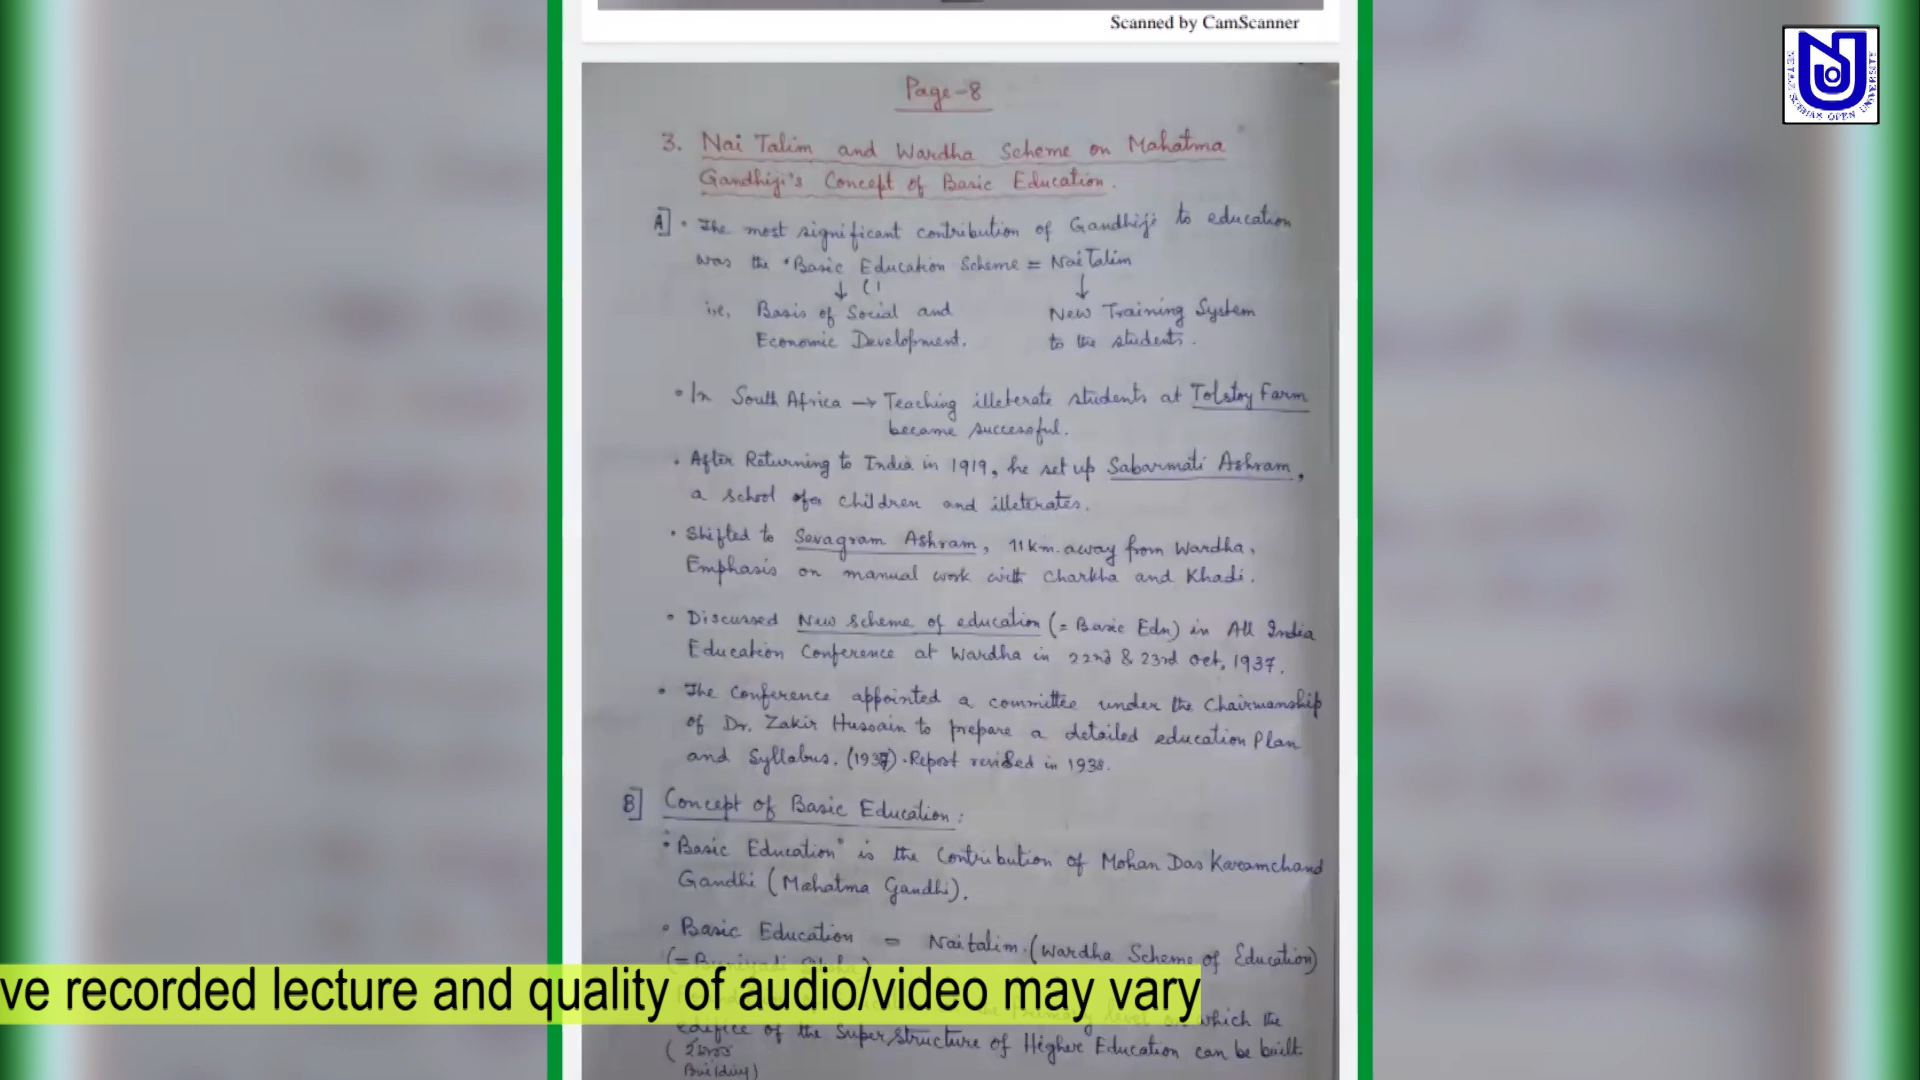 Scanned by CamScanner
NETAJI SUBHAS OPEN UNIVERSITY
Page-8
3. Nai Talim and Wardha Scheme on Mahatma
Gandhiji's Concept of Basic Education.
A] • The most significant contribution of Gandhiji to education
was the "Basic Education Scheme = Nai Talim
↓ ↓
i.e, Basis of Social and New Training System
Economic Development. to the students.
• In South Africa → Teaching illeterate students at Tolstoy Farm
became successful.
• After Returning to India in 1919, he set up Sabarmati Ashram,
a school for children and illeterates.
• Shifted to Sevagram Ashram, 11 km. away from Wardha,
Emphasis on manual work with Charkha and Khadi.
• Discussed New Scheme of education (= Basic Edn) in All India
Education Conference at Wardha in 22nd & 23rd Oct, 1937.
• The Conference appointed a committee under the Chairmanship
of Dr. Zakir Hussain to prepare a detailed education Plan
and Syllabus. (1937). Report revised in 1938.
B] Concept of Basic Education:
• "Basic Education" is the Contribution of Mohan Das Karamchand
Gandhi (Mahatma Gandhi).
• Basic Education = Nai talim. (Wardha Scheme of Education)
ve recorded lecture and quality of audio/video may vary
which the
edifice of the Super Structure of Higher Education can be built.
Building)